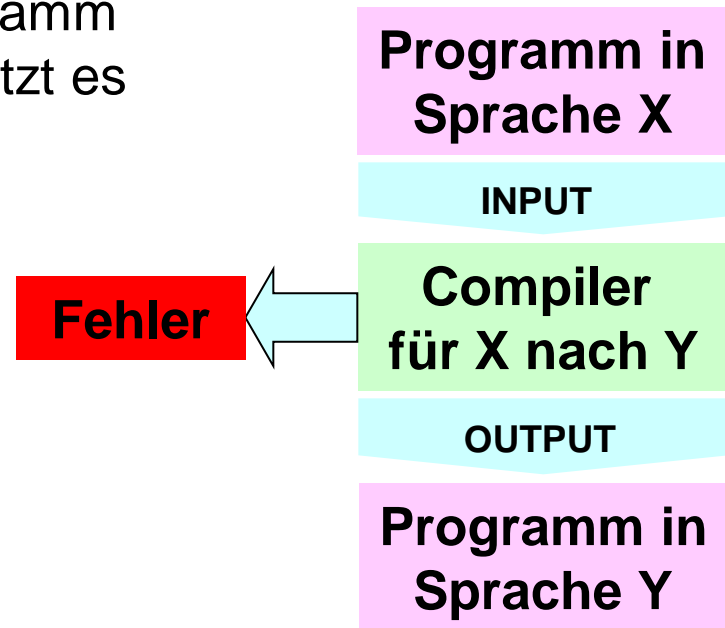 amm
tzt es
Programm in
Sprache X
INPUT
Fehler
Compiler
für X nach Y
OUTPUT
Programm in
Sprache Y